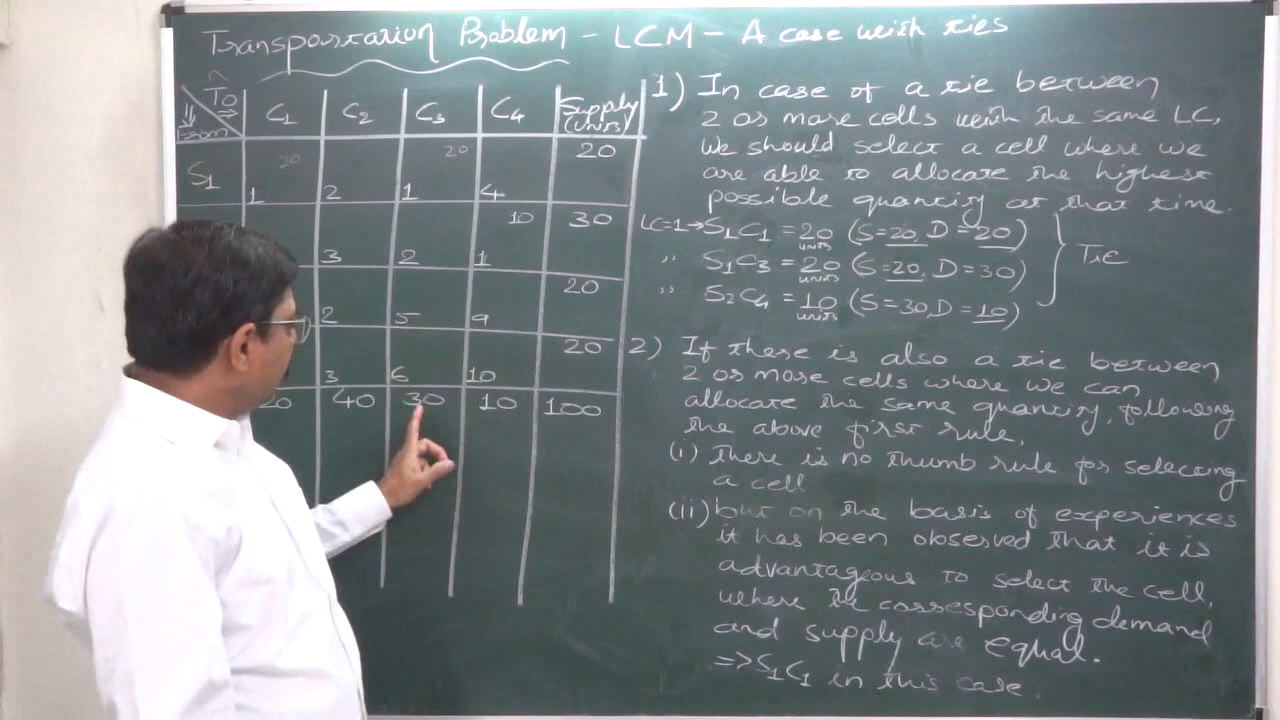 Transportation Problem - LCM - A case with ties
To From C1 C2 C3 C4 Supply (Units)
S1 20 20 20
1 2 1 4
10 30
3 2 1
20
2 5 9
20
3 6 10
20 40 30 10 100
1) In case of a tie between
2 or more cells with the same LC,
we should select a cell where we
are able to allocate the highest
possible quantity at that time.
LC=1→S1C1 = 20 units (S=20, D=20)
,, S1C3 = 20 units (S=20, D=30) } Tie
,, S2C4 = 10 units (S=30, D=10)
2) If there is also a tie between
2 or more cells where we can
allocate the same quantity, following
the above first rule,
(i) there is no thumb rule for selecting
a cell
(ii) but on the basis of experiences
it has been observed that it is
advantageous to select the cell,
where the corresponding demand
and supply are equal.
=> S1C1 in this case.